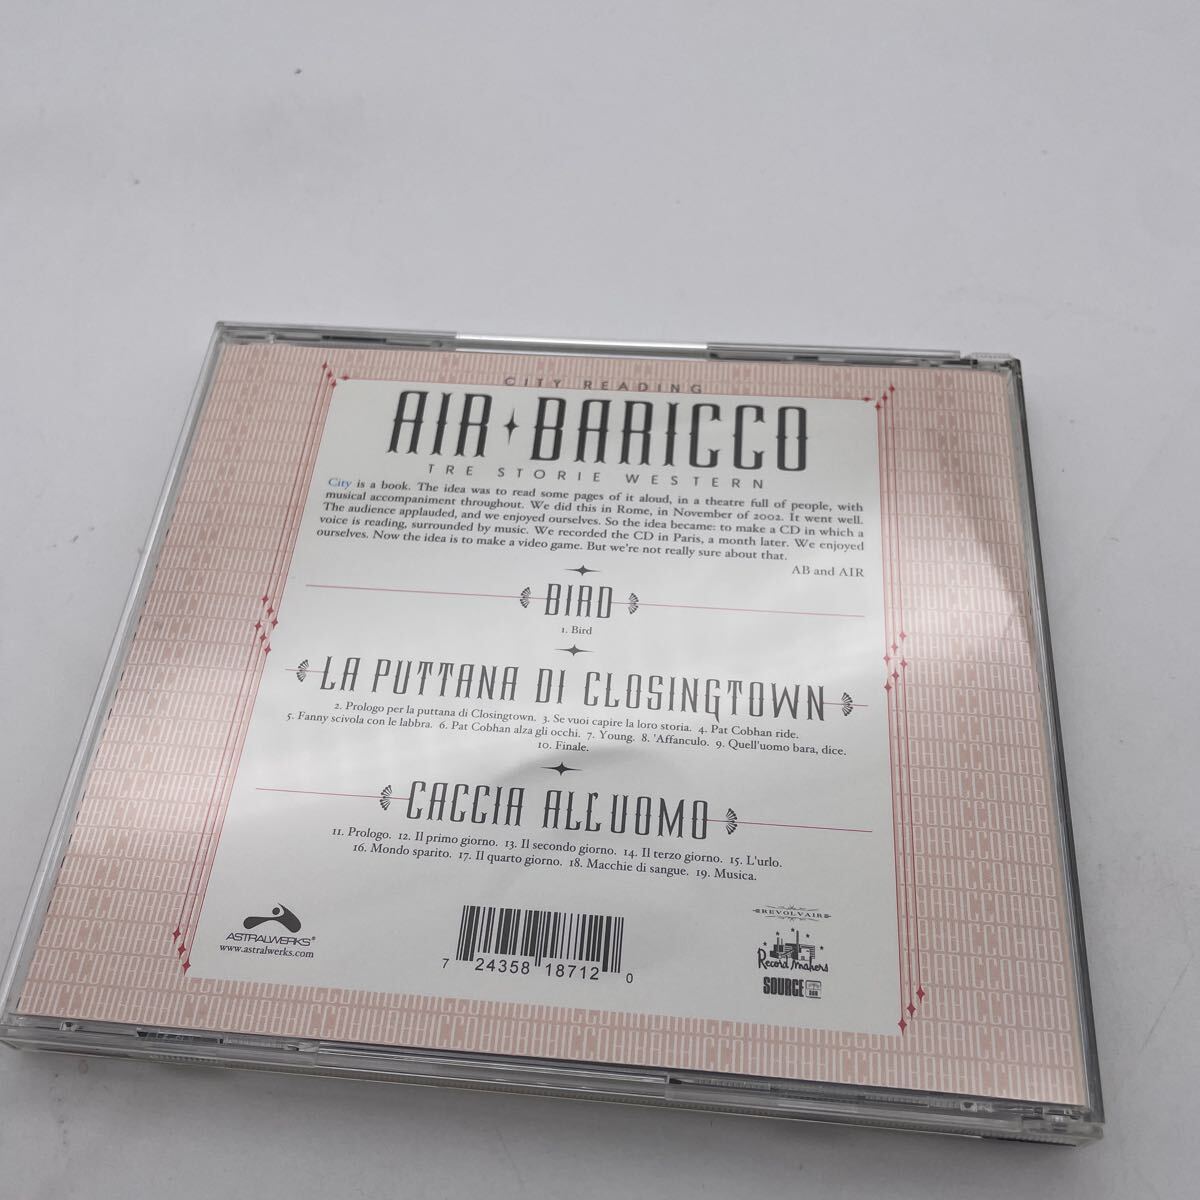 CITY READING
AIR BARICCO
TRE STORIE WESTERN
City is a book. The idea was to read some pages of it aloud, in a theatre full of people, with
musical accompaniment throughout. We did this in Rome, in November of 2002. It went well.
The audience applauded, and we enjoyed ourselves. So the idea became: to make a CD in which a
voice is reading, surrounded by music. We recorded the CD in Paris, a month later. We enjoyed
ourselves. Now the idea is to make a video game. But we're not really sure about that.
AB and AIR
BIRD
1. Bird
LA PUTTANA DI CLOSINGTOWN
2. Prologo per la puttana di Closingtown. 3. Se vuoi capire la loro storia. 4. Pat Cobhan ride.
5. Fanny scivola con le labbra. 6. Pat Cobhan alza gli occhi. 7. Young. 8. 'Affanculo. 9. Quell'uomo bara, dice.
10. Finale.
CACCIA ALL'UOMO
11. Prologo. 12. Il primo giorno. 13. Il secondo giorno. 14. Il terzo giorno. 15. L'urlo.
16. Mondo sparito. 17. Il quarto giorno. 18. Macchie di sangue. 19. Musica.
ASTRALWERKS®
www.astralwerks.com
7 24358 18712 0
REVOLVAIR
Record Makers
SOURCE